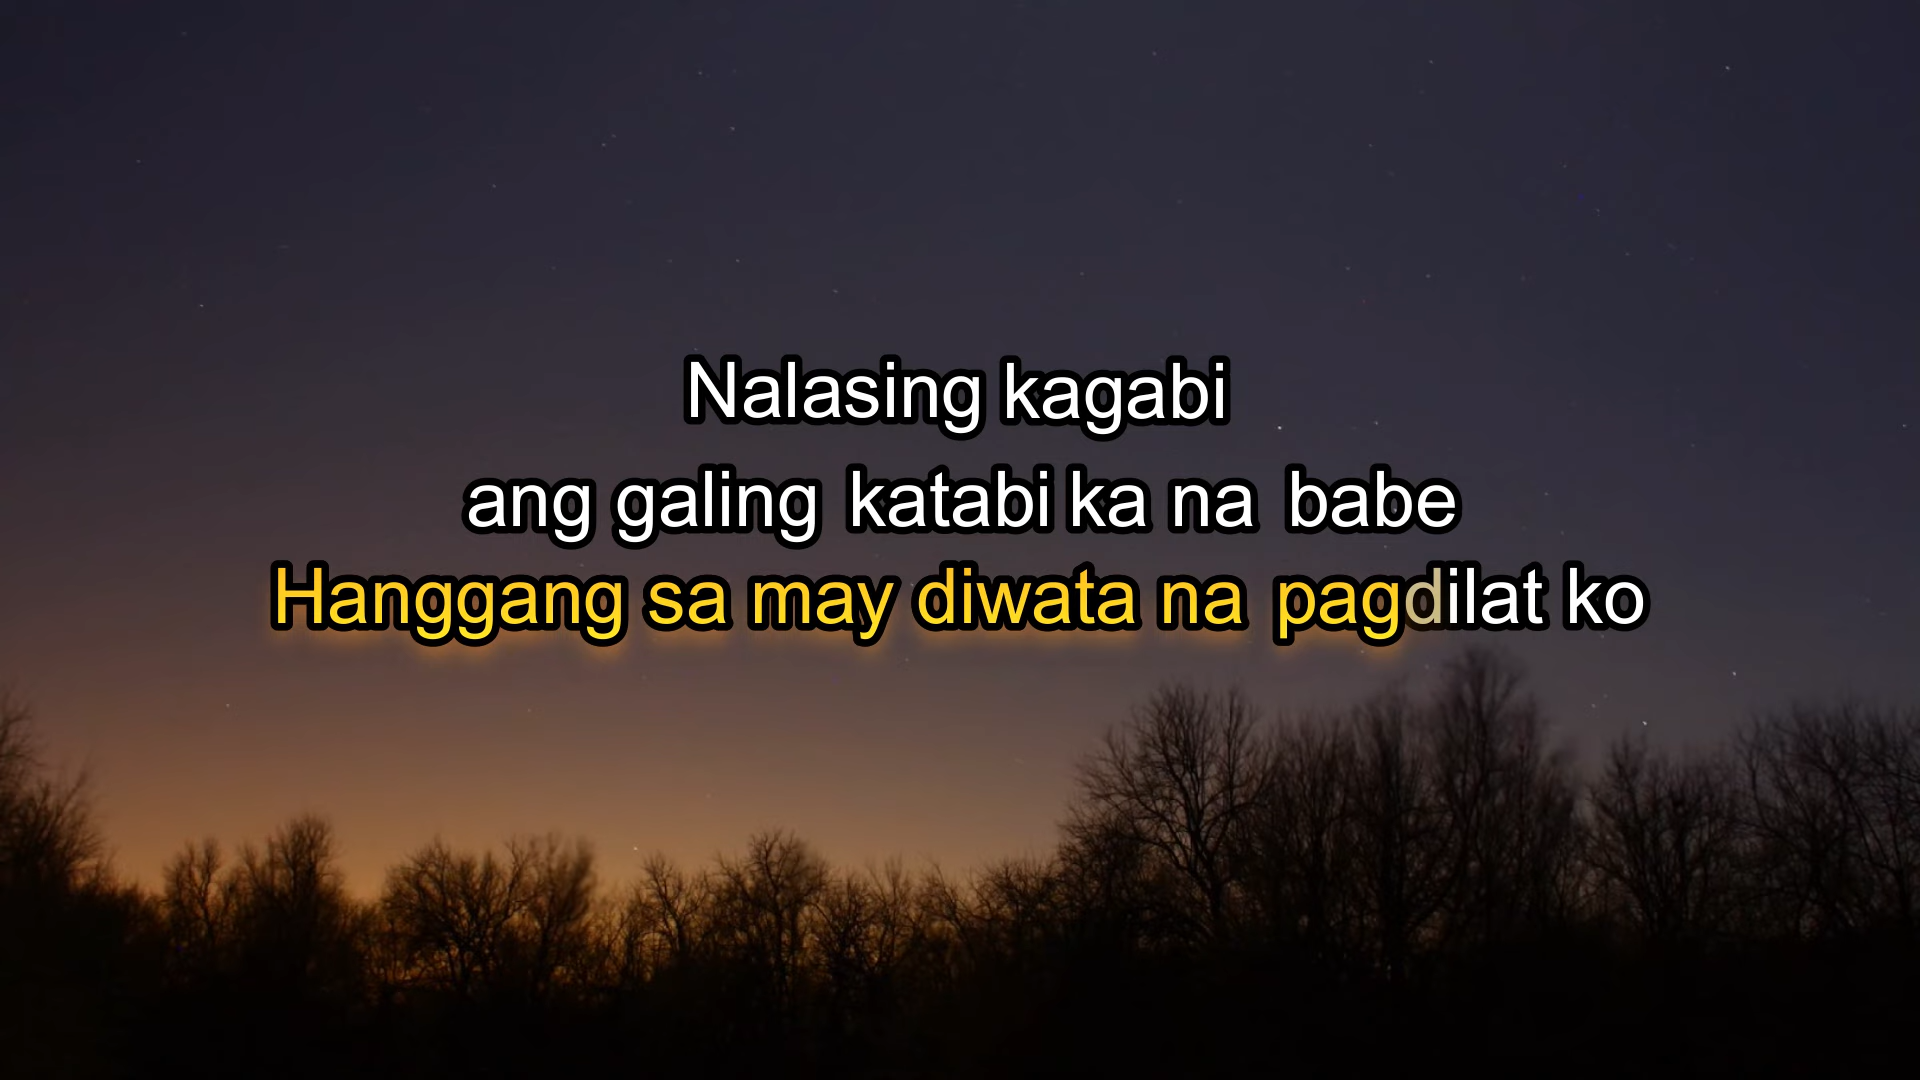 Nalasing kagabi
ang galing katabi ka na babe
Hanggang sa may diwata na pagdilat ko